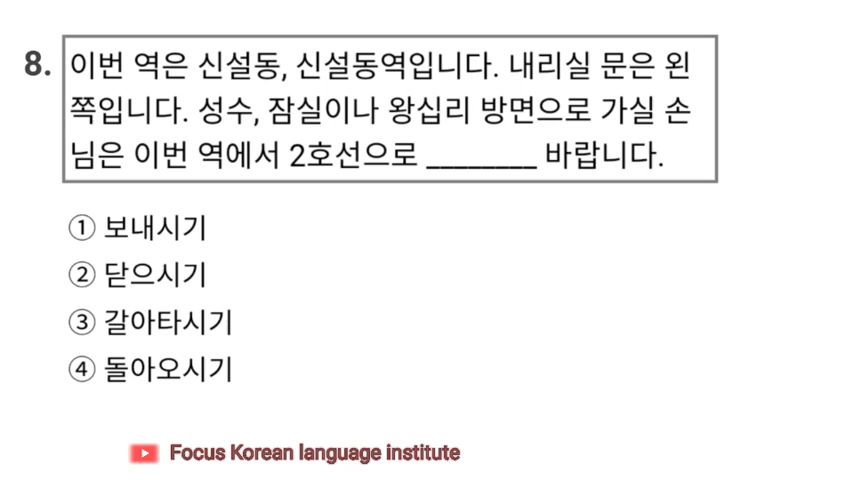 8. 이번 역은 신설동, 신설동역입니다. 내리실 문은 왼
쪽입니다. 성수, 잠실이나 왕십리 방면으로 가실 손
님은 이번 역에서 2호선으로 ________ 바랍니다.
① 보내시기
② 닫으시기
③ 갈아타시기
④ 돌아오시기
Focus Korean language institute